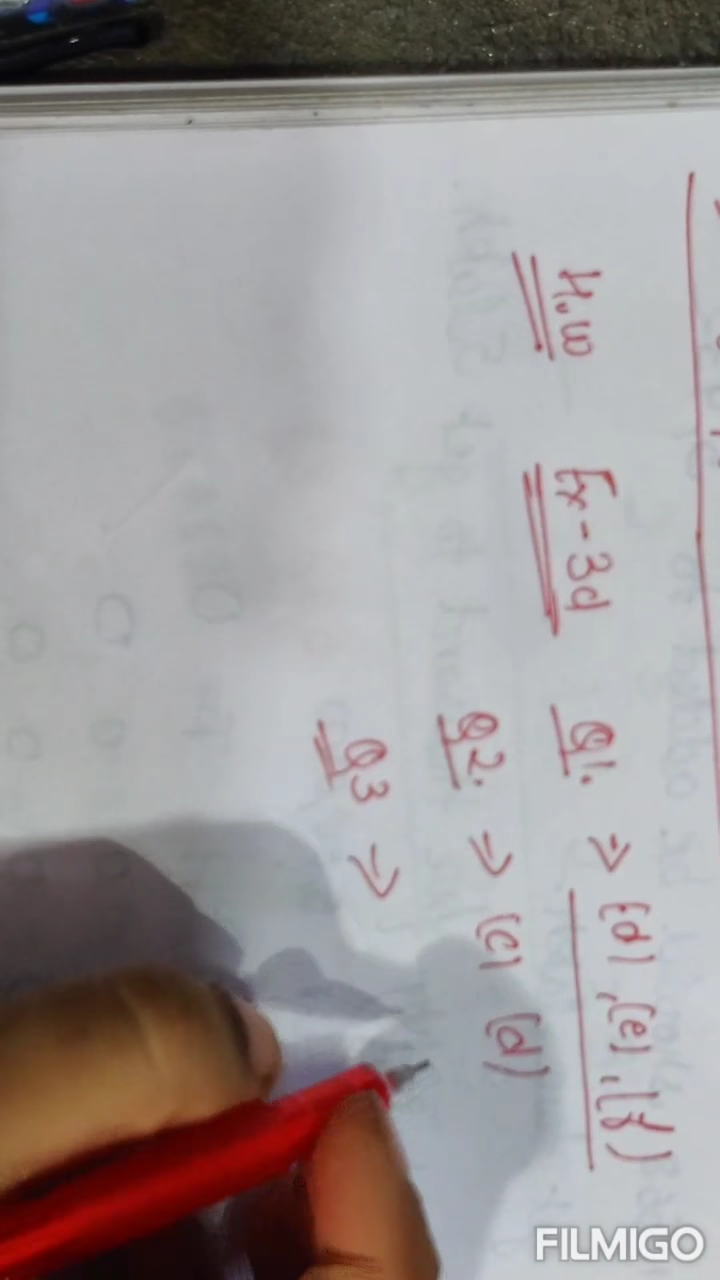 H.W Ex-3d Q1. ⇒ (d), (e), (f)
Q2. ⇒ (c) (d)
Q3 ⇒
FILMIGO